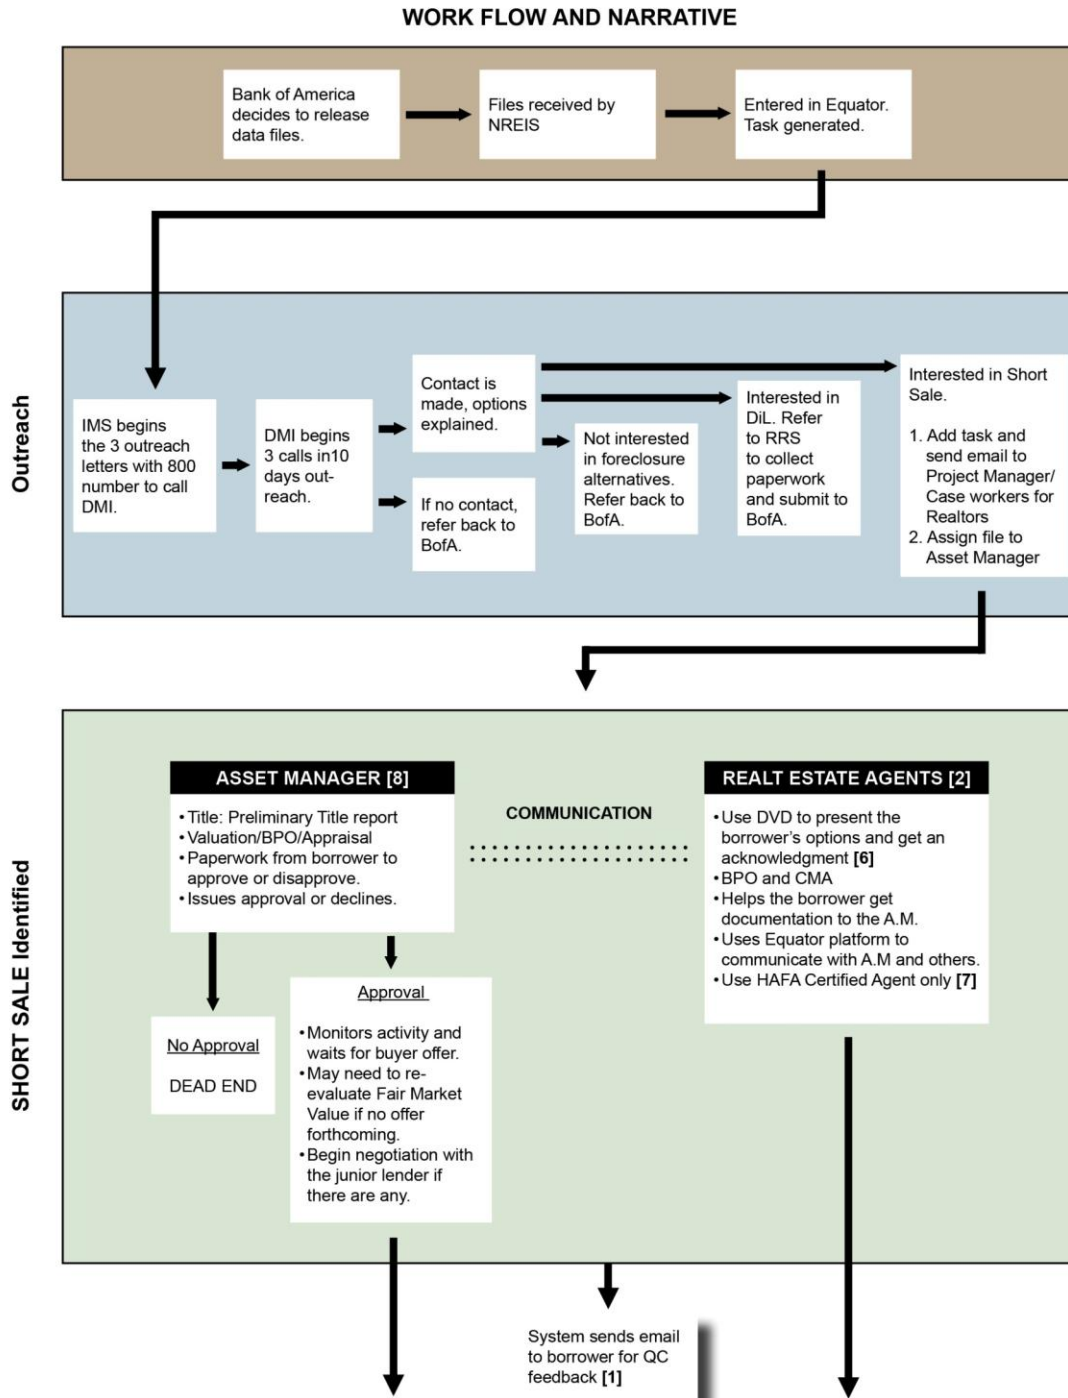 WORK FLOW AND NARRATIVE
Bank of America
decides to release
data files.
Files received by
NREIS
Entered in Equator.
Task generated.
Outreach
IMS begins
the 3 outreach
letters with 800
number to call
DMI.
DMI begins
3 calls in10
days out-
reach.
Contact is
made, options
explained.
If no contact,
refer back to
BofA.
Not interested
in foreclosure
alternatives.
Refer back to
BofA.
Interested in
DiL. Refer
to RRS
to collect
paperwork
and submit to
BofA.
Interested in Short
Sale.
1. Add task and
send email to
Project Manager/
Case workers for
Realtors
2. Assign file to
Asset Manager
SHORT SALE Identified
ASSET MANAGER [8]
• Title: Preliminary Title report
• Valuation/BPO/Appraisal
• Paperwork from borrower to
approve or disapprove.
• Issues approval or declines.
COMMUNICATION
REALT ESTATE AGENTS [2]
• Use DVD to present the
borrower's options and get an
acknowledgment [6]
• BPO and CMA
• Helps the borrower get
documentation to the A.M.
• Uses Equator platform to
communicate with A.M and others.
• Use HAFA Certified Agent only [7]
No Approval
DEAD END
Approval
• Monitors activity and
waits for buyer offer.
• May need to re-
evaluate Fair Market
Value if no offer
forthcoming.
• Begin negotiation with
the junior lender if
there are any.
System sends email
to borrower for QC
feedback [1]